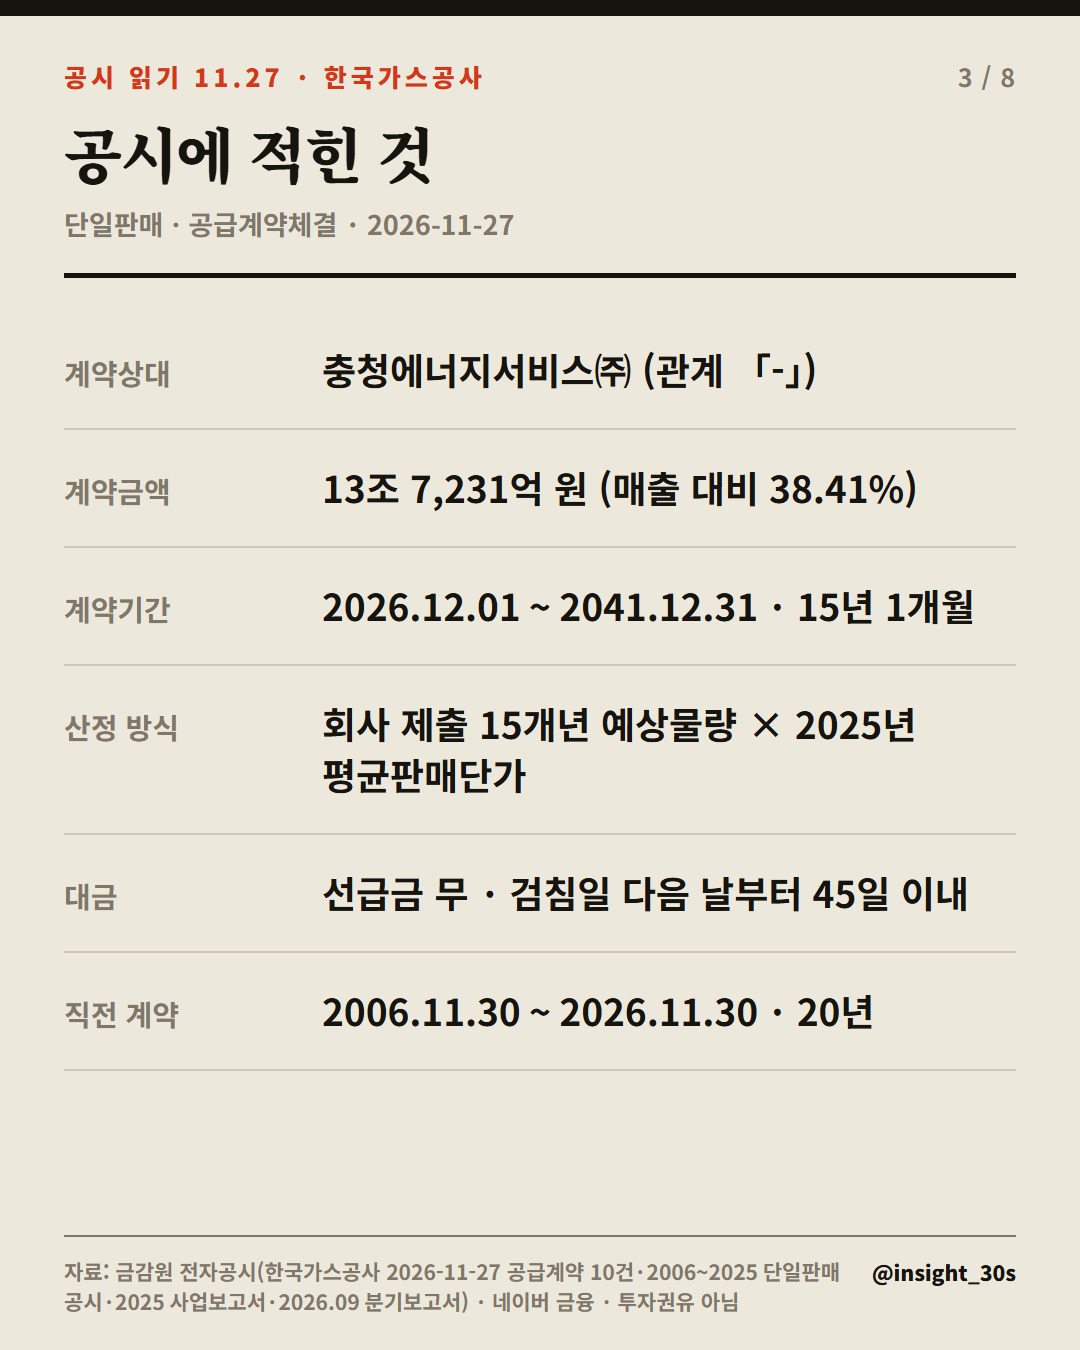 공시 읽기 11.27 · 한국가스공사
3 / 8
공시에 적힌 것
단일판매 · 공급계약체결 · 2026-11-27
계약상대
충청에너지서비스㈜ (관계 「-」)
계약금액
13조 7,231억 원 (매출 대비 38.41%)
계약기간
2026.12.01 ~ 2041.12.31 · 15년 1개월
산정 방식
회사 제출 15개년 예상물량 × 2025년
평균판매단가
대금
선급금 무 · 검침일 다음 날부터 45일 이내
직전 계약
2006.11.30 ~ 2026.11.30 · 20년
자료: 금감원 전자공시(한국가스공사 2026-11-27 공급계약 10건·2006~2025 단일판매
공시·2025 사업보고서·2026.09 분기보고서) · 네이버 금융 · 투자권유 아님
@insight_30s